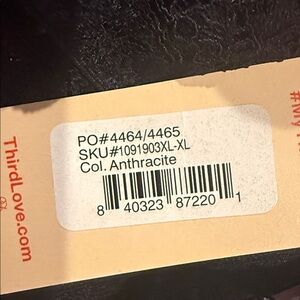 PO#4464/4465
SKU#1091903XL-XL
Col. Anthracite
8 40323 87220 1
ThirdLove.com